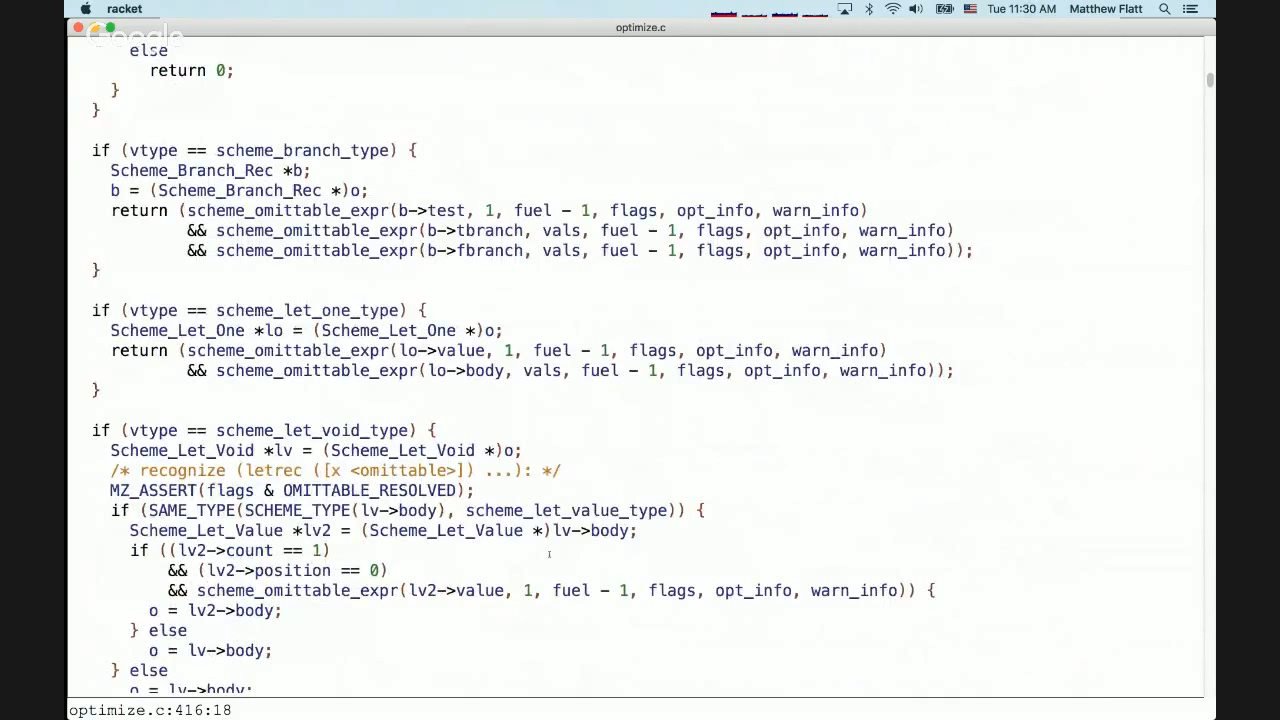 racket
Tue 11:30 AM Matthew Flatt
Google
optimize.c
else
return 0;
}
}
if (vtype == scheme_branch_type) {
Scheme_Branch_Rec *b;
b = (Scheme_Branch_Rec *)o;
return (scheme_omittable_expr(b->test, 1, fuel - 1, flags, opt_info, warn_info)
&& scheme_omittable_expr(b->tbranch, vals, fuel - 1, flags, opt_info, warn_info)
&& scheme_omittable_expr(b->fbranch, vals, fuel - 1, flags, opt_info, warn_info));
}
if (vtype == scheme_let_one_type) {
Scheme_Let_One *lo = (Scheme_Let_One *)o;
return (scheme_omittable_expr(lo->value, 1, fuel - 1, flags, opt_info, warn_info)
&& scheme_omittable_expr(lo->body, vals, fuel - 1, flags, opt_info, warn_info));
}
if (vtype == scheme_let_void_type) {
Scheme_Let_Void *lv = (Scheme_Let_Void *)o;
/* recognize (letrec ([x <omittable>]) ...): */
MZ_ASSERT(flags & OMITTABLE_RESOLVED);
if (SAME_TYPE(SCHEME_TYPE(lv->body), scheme_let_value_type)) {
Scheme_Let_Value *lv2 = (Scheme_Let_Value *)lv->body;
if ((lv2->count == 1)
&& (lv2->position == 0)
&& scheme_omittable_expr(lv2->value, 1, fuel - 1, flags, opt_info, warn_info)) {
o = lv2->body;
} else
o = lv->body;
} else
o = lv->body;
optimize.c:416:18